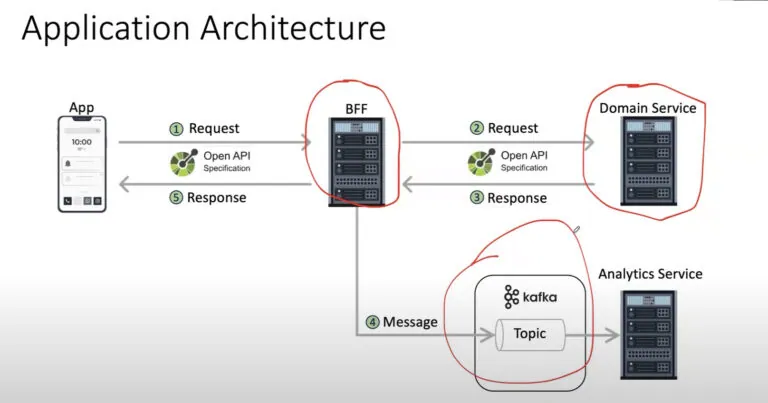 Application Architecture
App
10:00
BFF
Domain Service
① Request
② Request
Open API
Specification
Open API
Specification
⑤ Response
③ Response
Analytics Service
kafka
④ Message
Topic